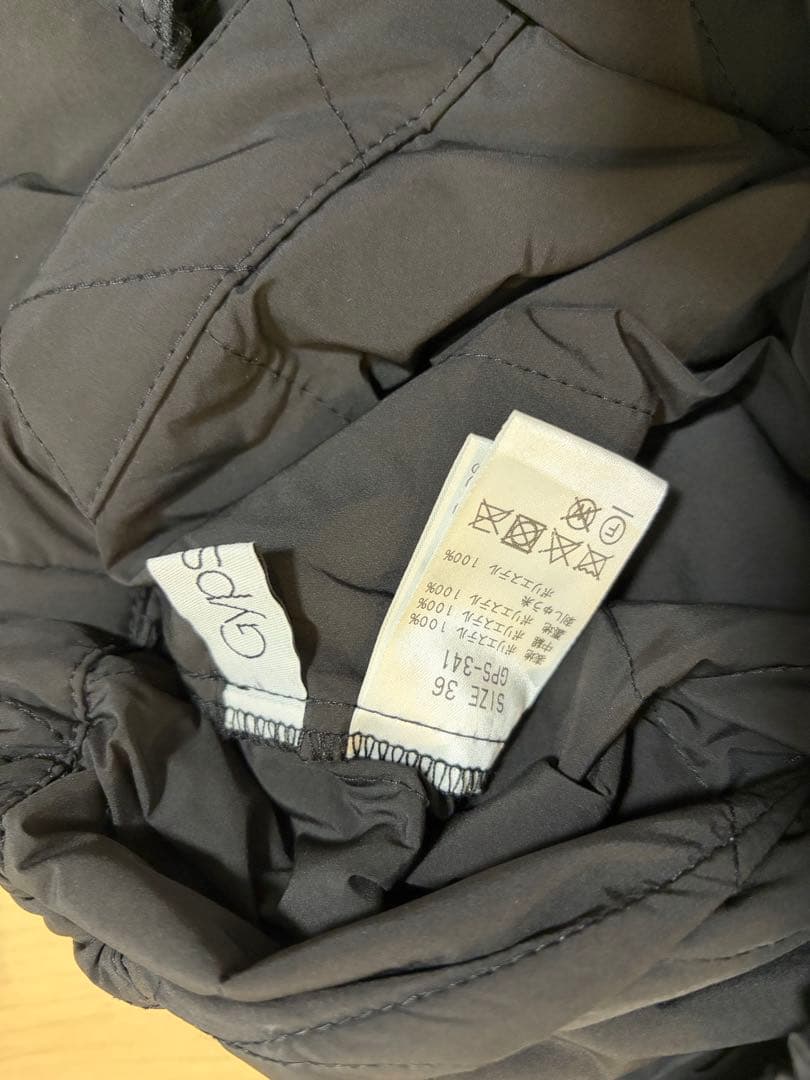 Gyps
SIZE 36
GPS-341
表地 ポリエステル 100%
中綿 ポリエステル 100%
裏地 ポリエステル 100%
刺しゅう糸
ポリエステル 100%
F W